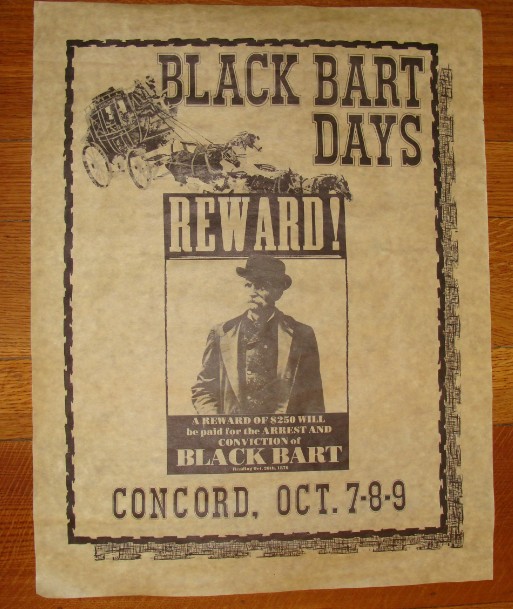 BLACK BART
DAYS
REWARD!
A REWARD OF $250 WILL
be paid for the ARREST AND
CONVICTION of
BLACK BART
CONCORD, OCT. 7-8-9